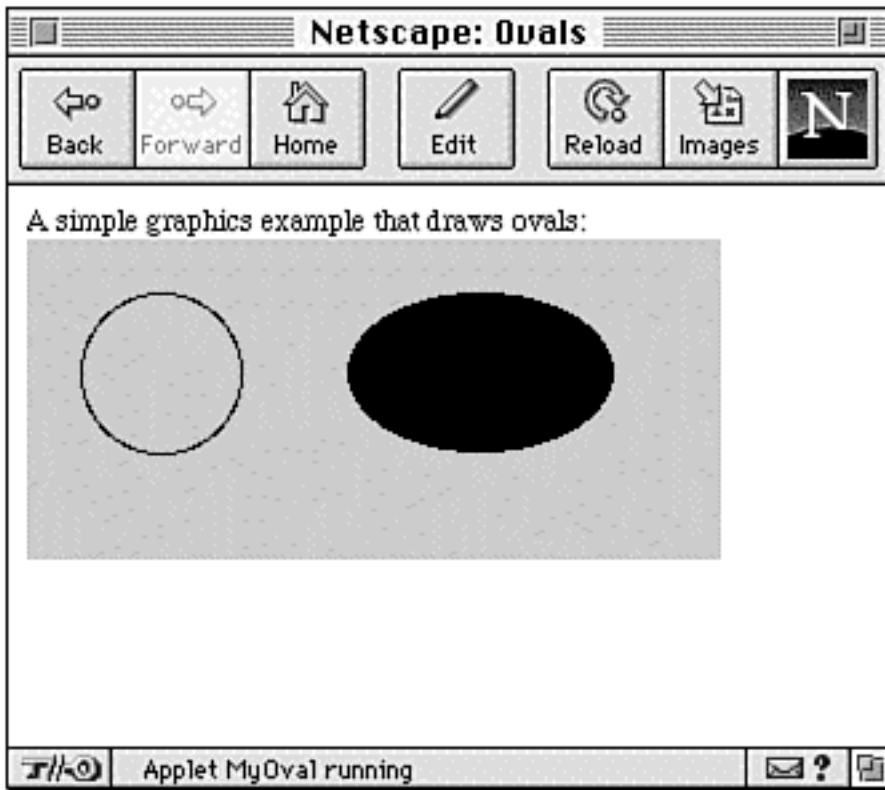 Netscape: Ovals
Back Forward Home Edit Reload Images N
A simple graphics example that draws ovals:
Applet MyOval running
?